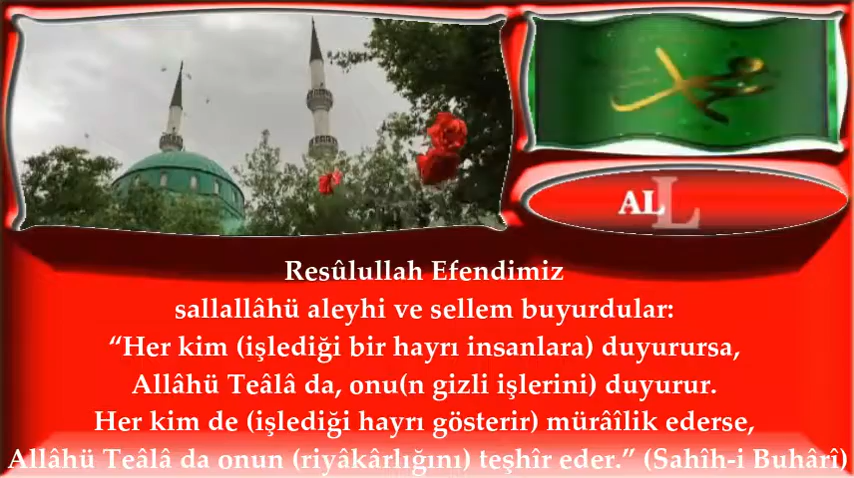 ALL
Resûlullah Efendimiz
sallallâhü aleyhi ve sellem buyurdular:
“Her kim (işlediği bir hayrı insanlara) duyurursa,
Allâhü Teâlâ da, onu(n gizli işlerini) duyurur.
Her kim de (işlediği hayrı gösterir) mürâîlik ederse,
Allâhü Teâlâ da onun (riyâkârlığını) teşhîr eder.” (Sahîh-i Buhârî)